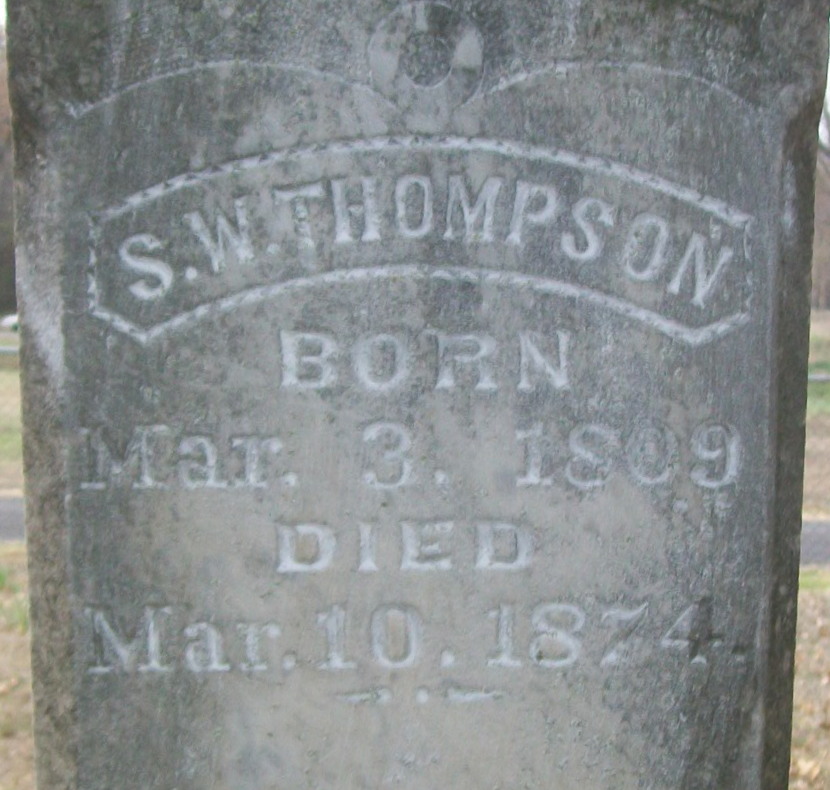 S. W. THOMPSON
BORN
Mar. 3. 1809
DIED
Mar. 10. 1874.